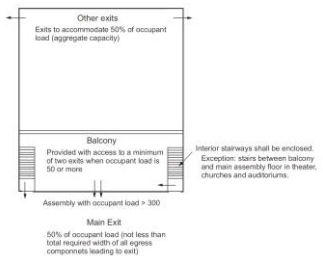 Other exits
Exits to accommodate 50% of occupant
load (aggregate capacity)
Balcony
Provided with access to a minimum
of two exits when occupant load is
50 or more
Interior stairways shall be enclosed.
Exception: stairs between balcony
and main assembly floor in theater,
churches and auditoriums.
Assembly with occupant load > 300
Main Exit
50% of occupant load (not less than
total required width of all egress
componnets leading to exit)